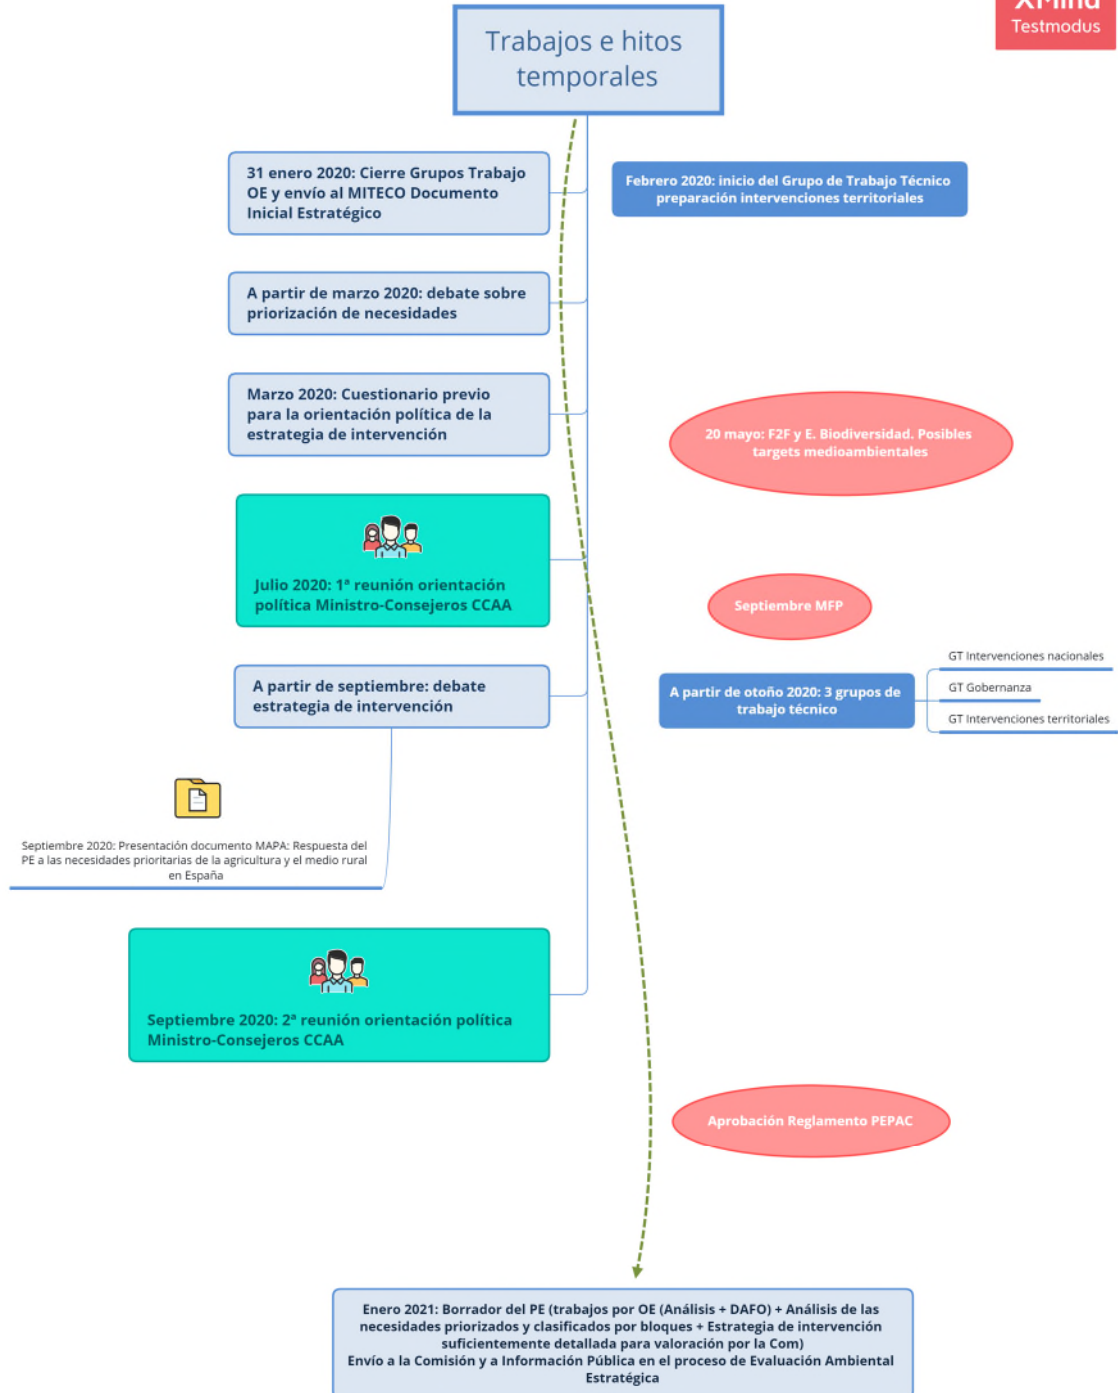 XMind
Testmodus
Trabajos e hitos
temporales
31 enero 2020: Cierre Grupos Trabajo
OE y envío al MITECO Documento
Inicial Estratégico
Febrero 2020: inicio del Grupo de Trabajo Técnico
preparación intervenciones territoriales
A partir de marzo 2020: debate sobre
priorización de necesidades
Marzo 2020: Cuestionario previo
para la orientación política de la
estrategia de intervención
20 mayo: F2F y E. Biodiversidad. Posibles
targets medioambientales
Julio 2020: 1ª reunión orientación
política Ministro-Consejeros CCAA
Septiembre MFP
A partir de septiembre: debate
estrategia de intervención
A partir de otoño 2020: 3 grupos de
trabajo técnico
GT Intervenciones nacionales
GT Gobernanza
GT Intervenciones territoriales
Septiembre 2020: Presentación documento MAPA: Respuesta del
PE a las necesidades prioritarias de la agricultura y el medio rural
en España
Septiembre 2020: 2ª reunión orientación política
Ministro-Consejeros CCAA
Aprobación Reglamento PEPAC
Enero 2021: Borrador del PE (trabajos por OE (Análisis + DAFO) + Análisis de las
necesidades priorizados y clasificados por bloques + Estrategia de intervención
suficientemente detallada para valoración por la Com)
Envío a la Comisión y a Información Pública en el proceso de Evaluación Ambiental
Estratégica